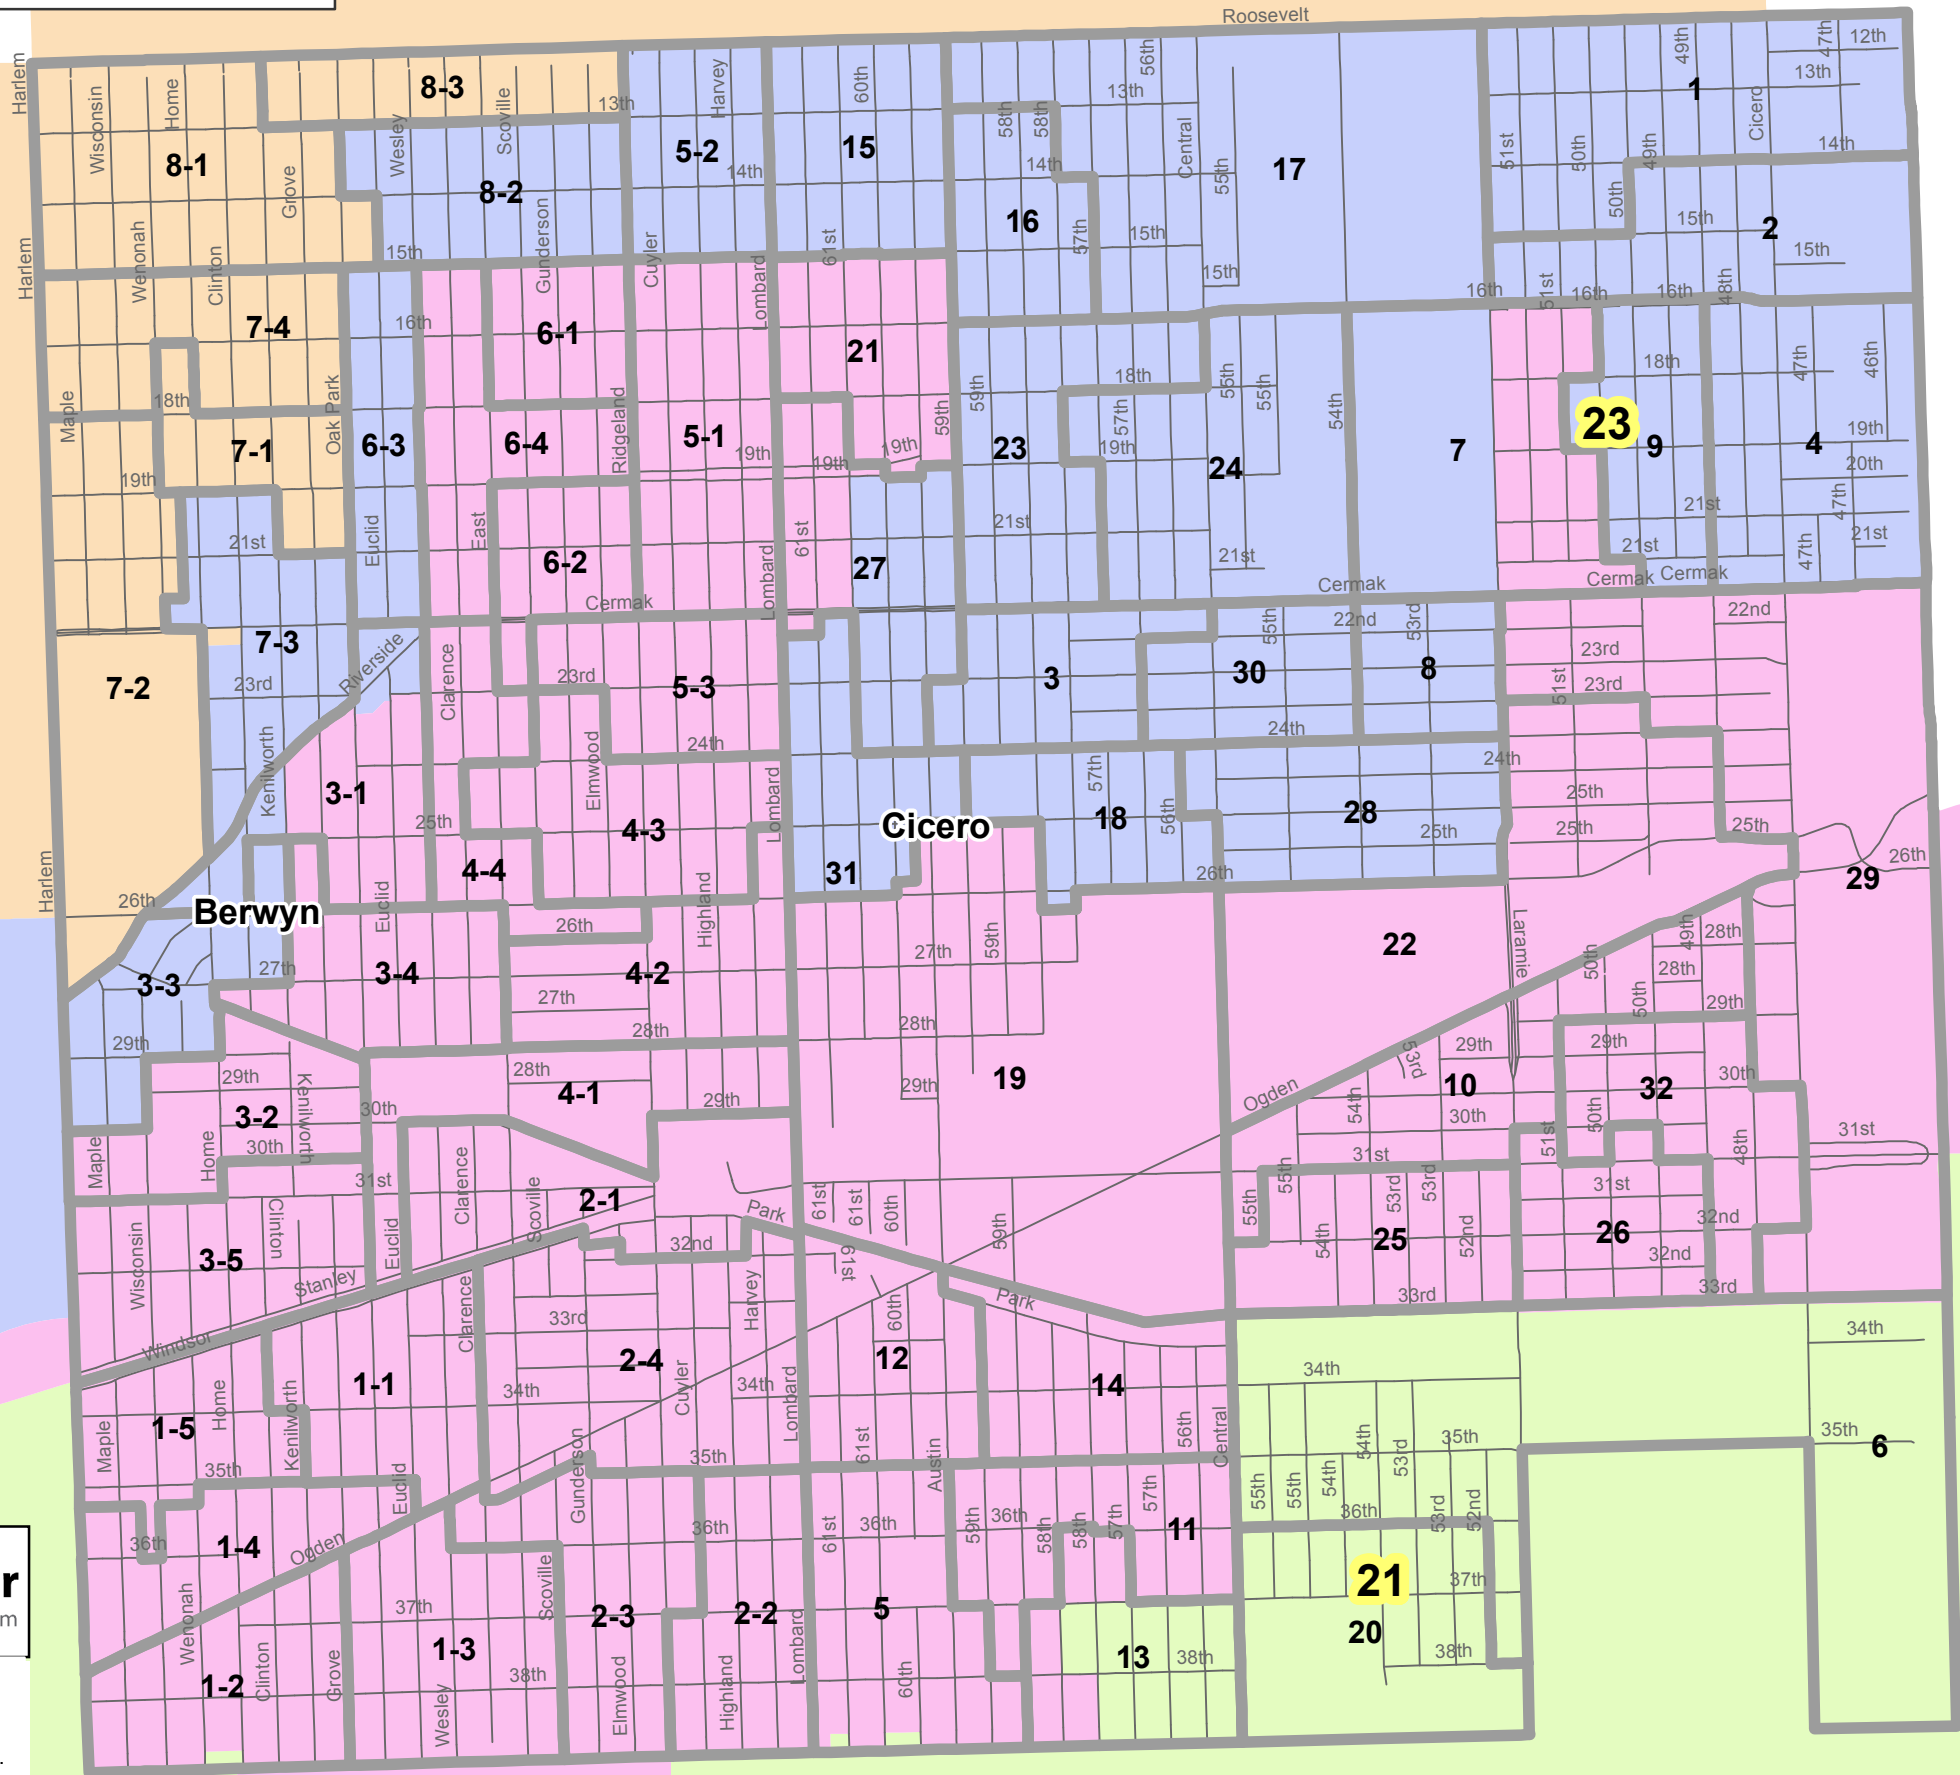 Roosevelt
Harlem
Wisconsin
Home
8-3
Scoville
13th
Harvey
60th
56th
49th
47th
12th
13th
1
Cicero
8-1
Wesley
5-2
14th
15
58th
58th
13th
14th
Central
55th
17
51st
50th
49th
14th
Grove
8-2
Gunderson
16
57th
15th
50th
15th
2
15th
Harlem
Wenonah
Clinton
15th
Cuyler
Lombard
61st
15th
16th
51st
16th
16th
48th
7-4
16th
6-1
21
Maple
18th
Oak Park
Ridgeland
59th
59th
18th
57th
55th
55th
54th
18th
47th
46th
7-1
6-3
6-4
5-1
19th
19th
19th
23
19th
24
7
23
9
4
19th
20th
19th
East
61st
21st
21st
47th
21st
Euclid
6-2
Lombard
27
21st
21st
47th
21st
Cermak
Cermak
Cermak
Cermak
22nd
7-3
Riverside
Clarence
23rd
5-3
3
55th
22nd
53rd
30
8
23rd
51st
23rd
7-2
23rd
Kenilworth
Elmwood
24th
24th
24th
3-1
25th
4-3
Lombard
Cicero
57th
18
56th
28
25th
25th
25th
25th
26th
Harlem
4-4
31
26th
29
26th
Berwyn
Euclid
26th
Highland
59th
27th
22
Laramie
50th
49th
28th
28th
3-3
27th
3-4
4-2
27th
28th
28th
50th
29th
29th
29th
Kenilworth
28th
4-1
29th
29th
19
Ogden
53rd
54th
29th
10
30th
29th
32
30th
3-2
30th
30th
Maple
Home
31st
Clarence
Scoville
2-1
Park
61st
61st
60th
59th
55th
55th
31st
53rd
53rd
51st
50th
48th
31st
31st
Wisconsin
Clinton
3-5
Euclid
32nd
61st
54th
25
52nd
26
32nd
32nd
Stanley
Windsor
Clarence
33rd
Harvey
60th
Park
33rd
33rd
34th
1-1
34th
2-4
Cuyler
34th
Lombard
12
14
34th
Maple
1-5
Home
Kenilworth
61st
56th
Central
54th
53rd
35th
35th
6
35th
Euclid
Gunderson
35th
Austin
57th
55th
55th
54th
36th
53rd
52nd
36th
1-4
Ogden
36th
61st
36th
59th
36th
58th
58th
57th
11
r
m
Wenonah
37th
Scoville
2-3
2-2
5
21
37th
20
1-2
Clinton
Grove
1-3
Wesley
38th
Elmwood
Highland
Lombard
60th
13
38th
38th